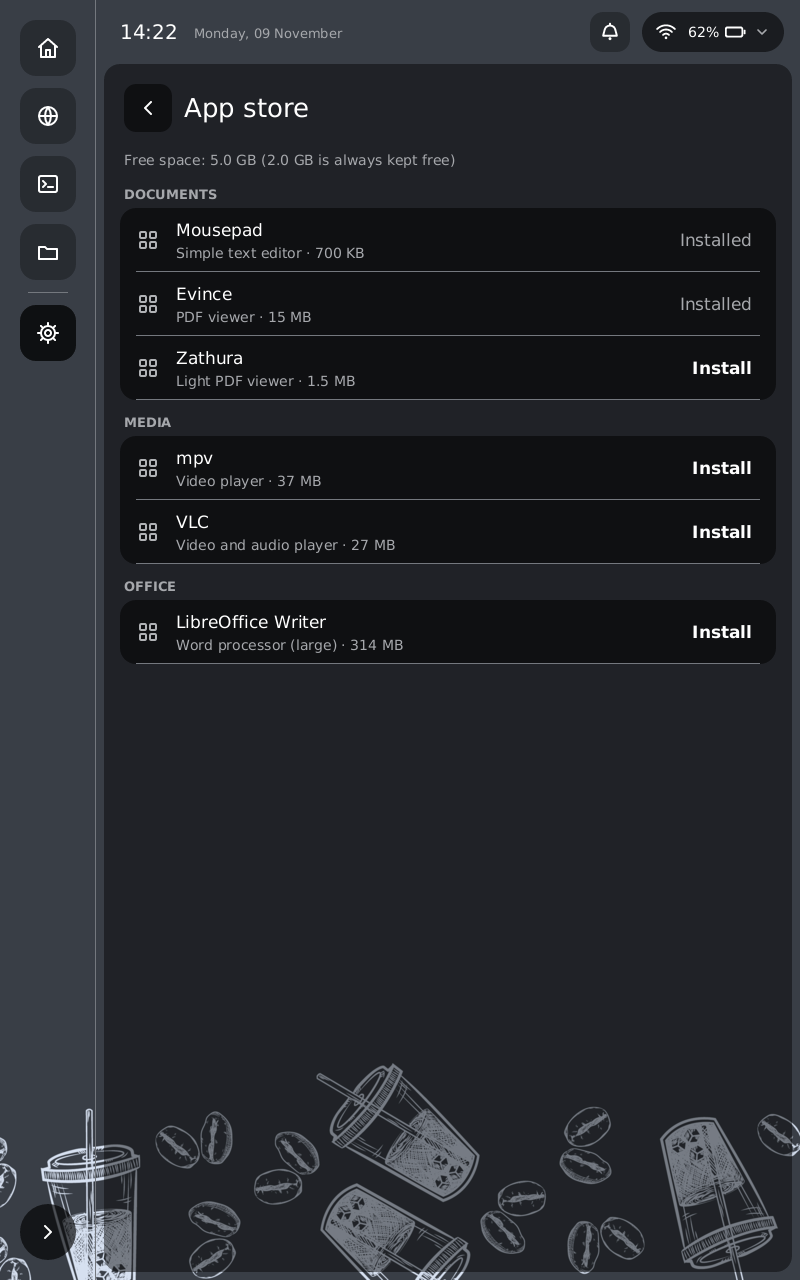 14:22 Monday, 09 November 62%
App store
Free space: 5.0 GB (2.0 GB is always kept free)
DOCUMENTS
Mousepad
Simple text editor · 700 KB
Installed
Evince
PDF viewer · 15 MB
Installed
Zathura
Light PDF viewer · 1.5 MB
Install
MEDIA
mpv
Video player · 37 MB
Install
VLC
Video and audio player · 27 MB
Install
OFFICE
LibreOffice Writer
Word processor (large) · 314 MB
Install